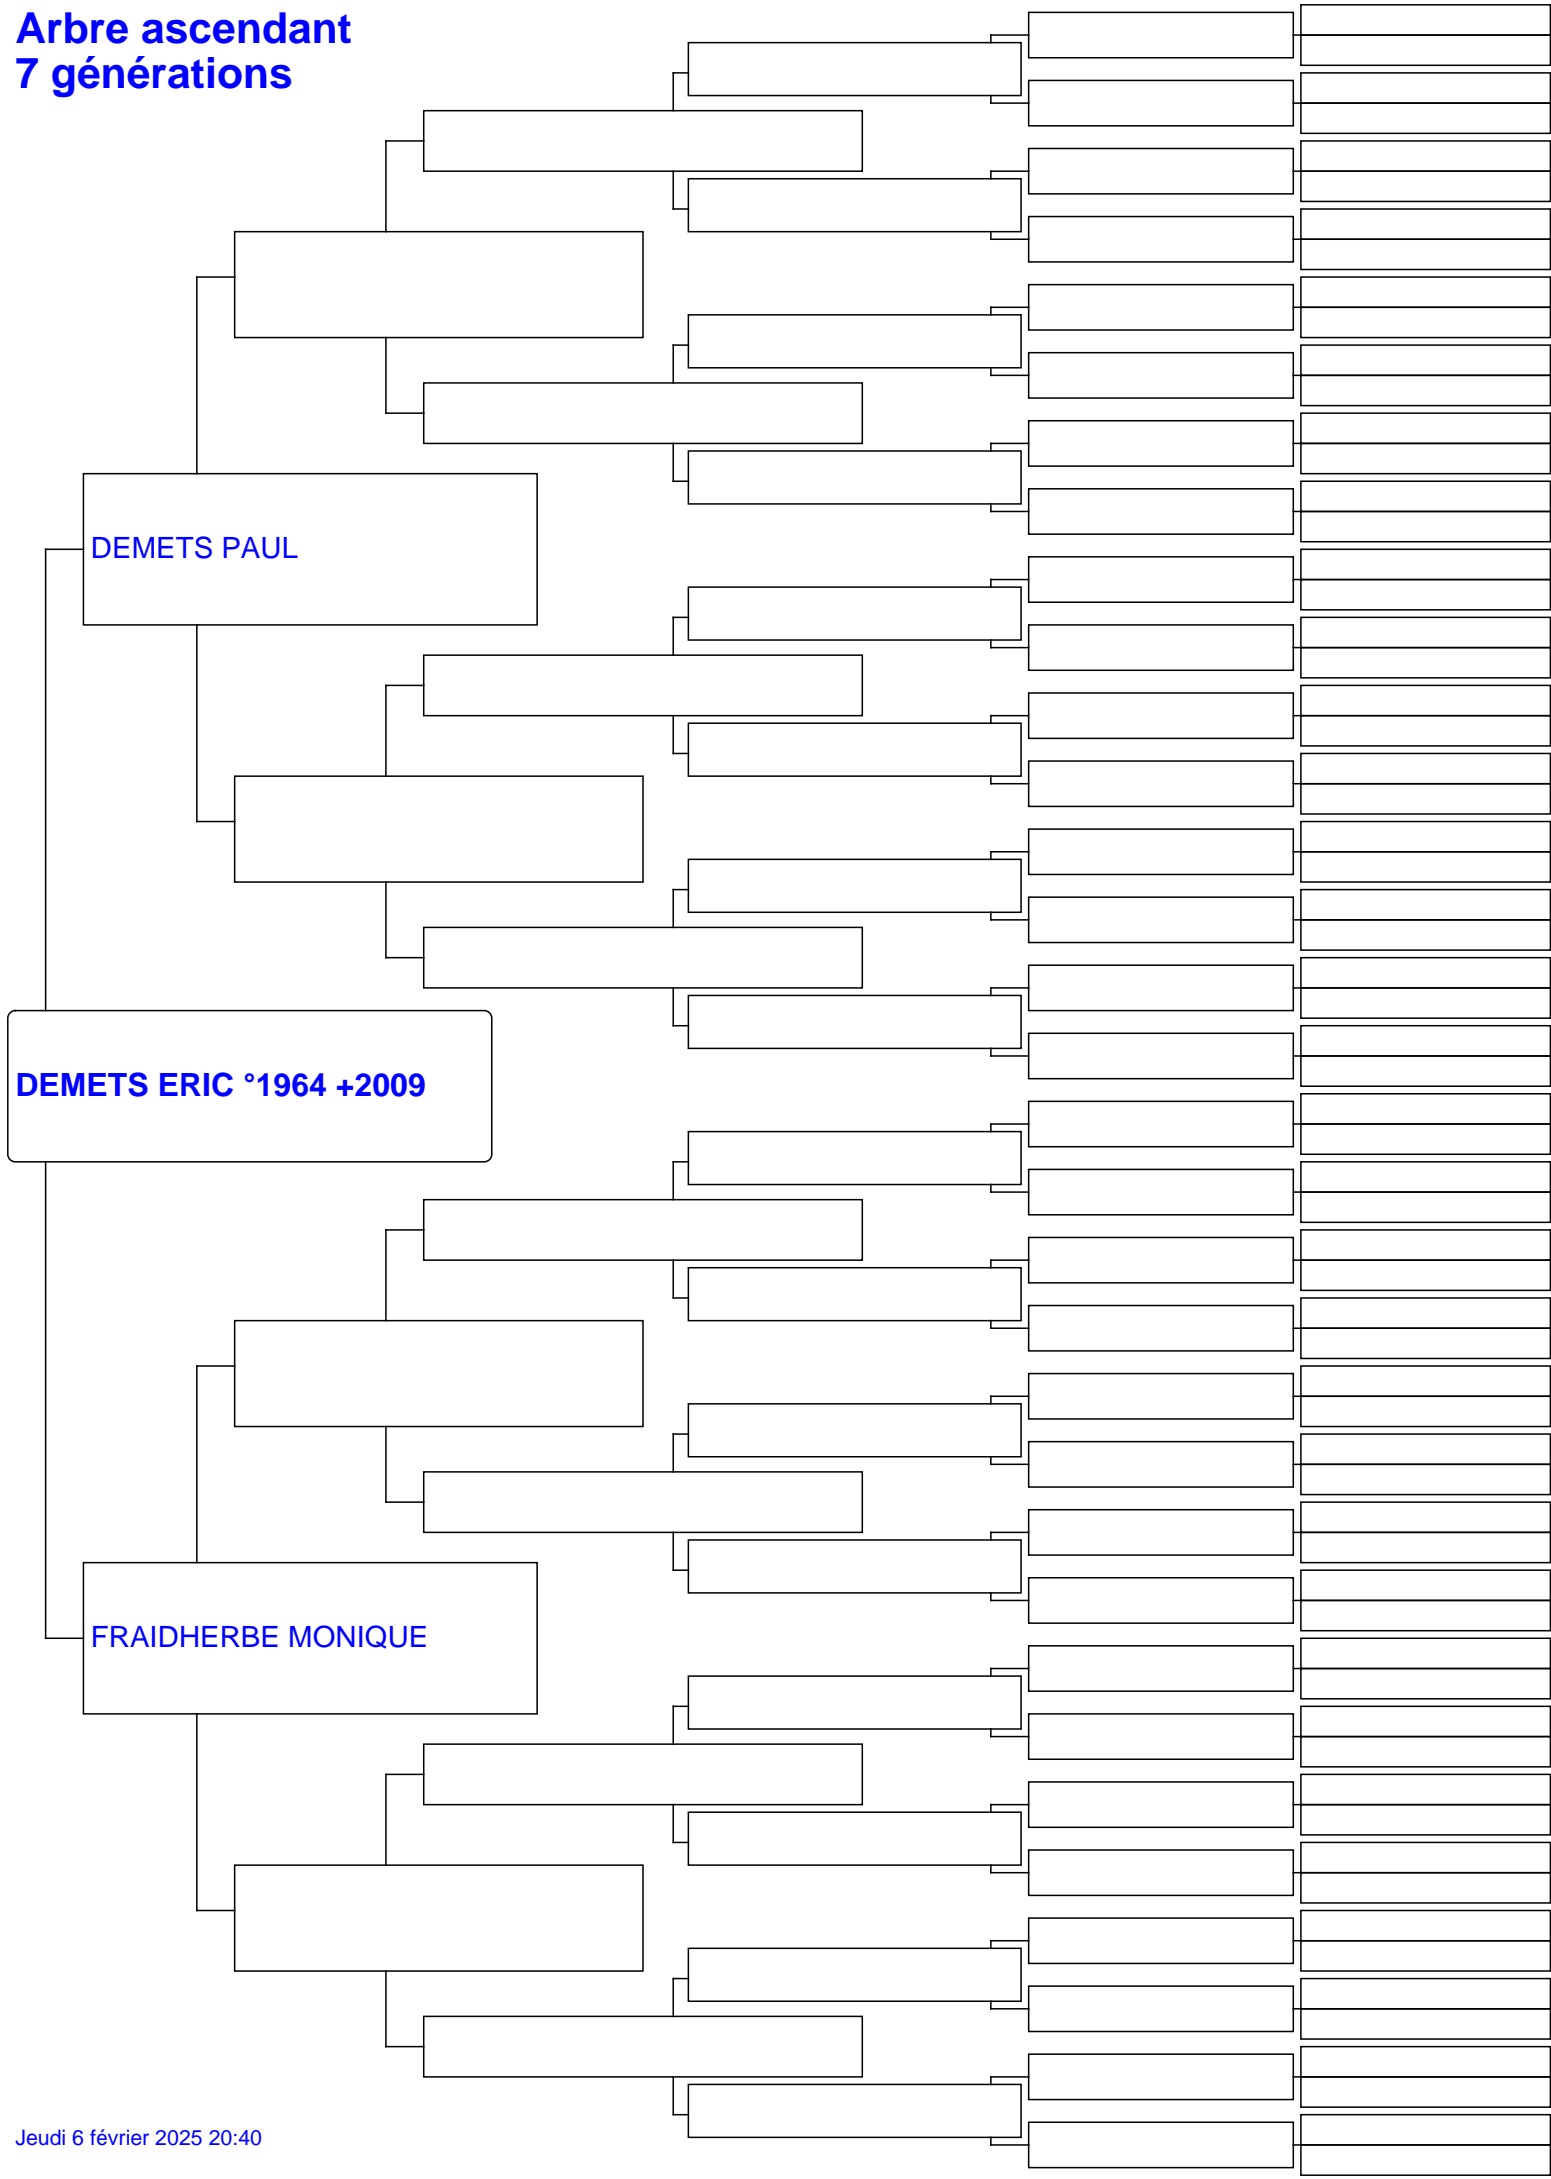 Arbre ascendant
7 générations
DEMETS PAUL
DEMETS ERIC °1964 +2009
FRAIDHERBE MONIQUE
Jeudi 6 février 2025 20:40